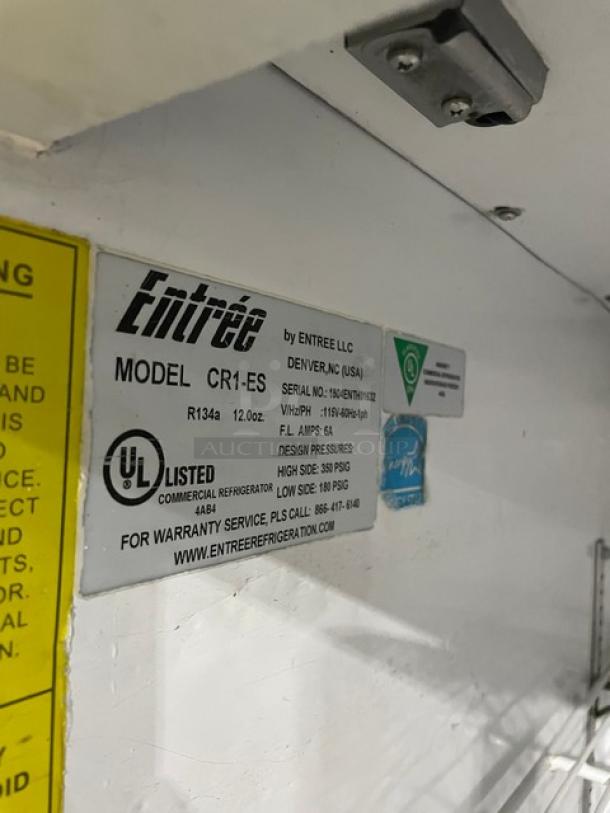 NG
BE
AND
IS
D
ICE.
ECT
ND
TS,
OR.
AL
N.
Y
OID
Entrée
by ENTREE LLC
DENVER,NC (USA)
MODEL CR1-ES
SERIAL NO.:
R134a 12.0oz.
V/Hz/PH :115V-60Hz-1ph
F.L. AMPS: 6A
DESIGN PRESSURES:
HIGH SIDE: 350 PSIG
LOW SIDE: 180 PSIG
UL LISTED
COMMERCIAL REFRIGERATOR
4AB4
FOR WARRANTY SERVICE, PLS CALL: 866-417-6140
WWW.ENTREEREFRIGERATION.COM
AUCTION GROUP